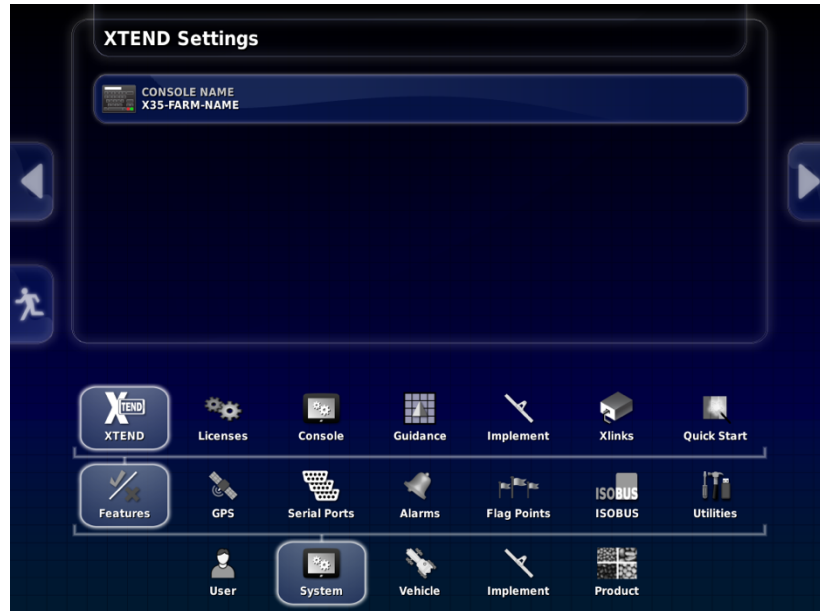 XTEND Settings
CONSOLE NAME
X35-FARM-NAME
XTEND
XTEND
Licenses
Console
Guidance
Implement
Xlinks
Quick Start
Features
GPS
Serial Ports
Alarms
Flag Points
ISOBUS
ISOBUS
Utilities
User
System
Vehicle
Implement
Product